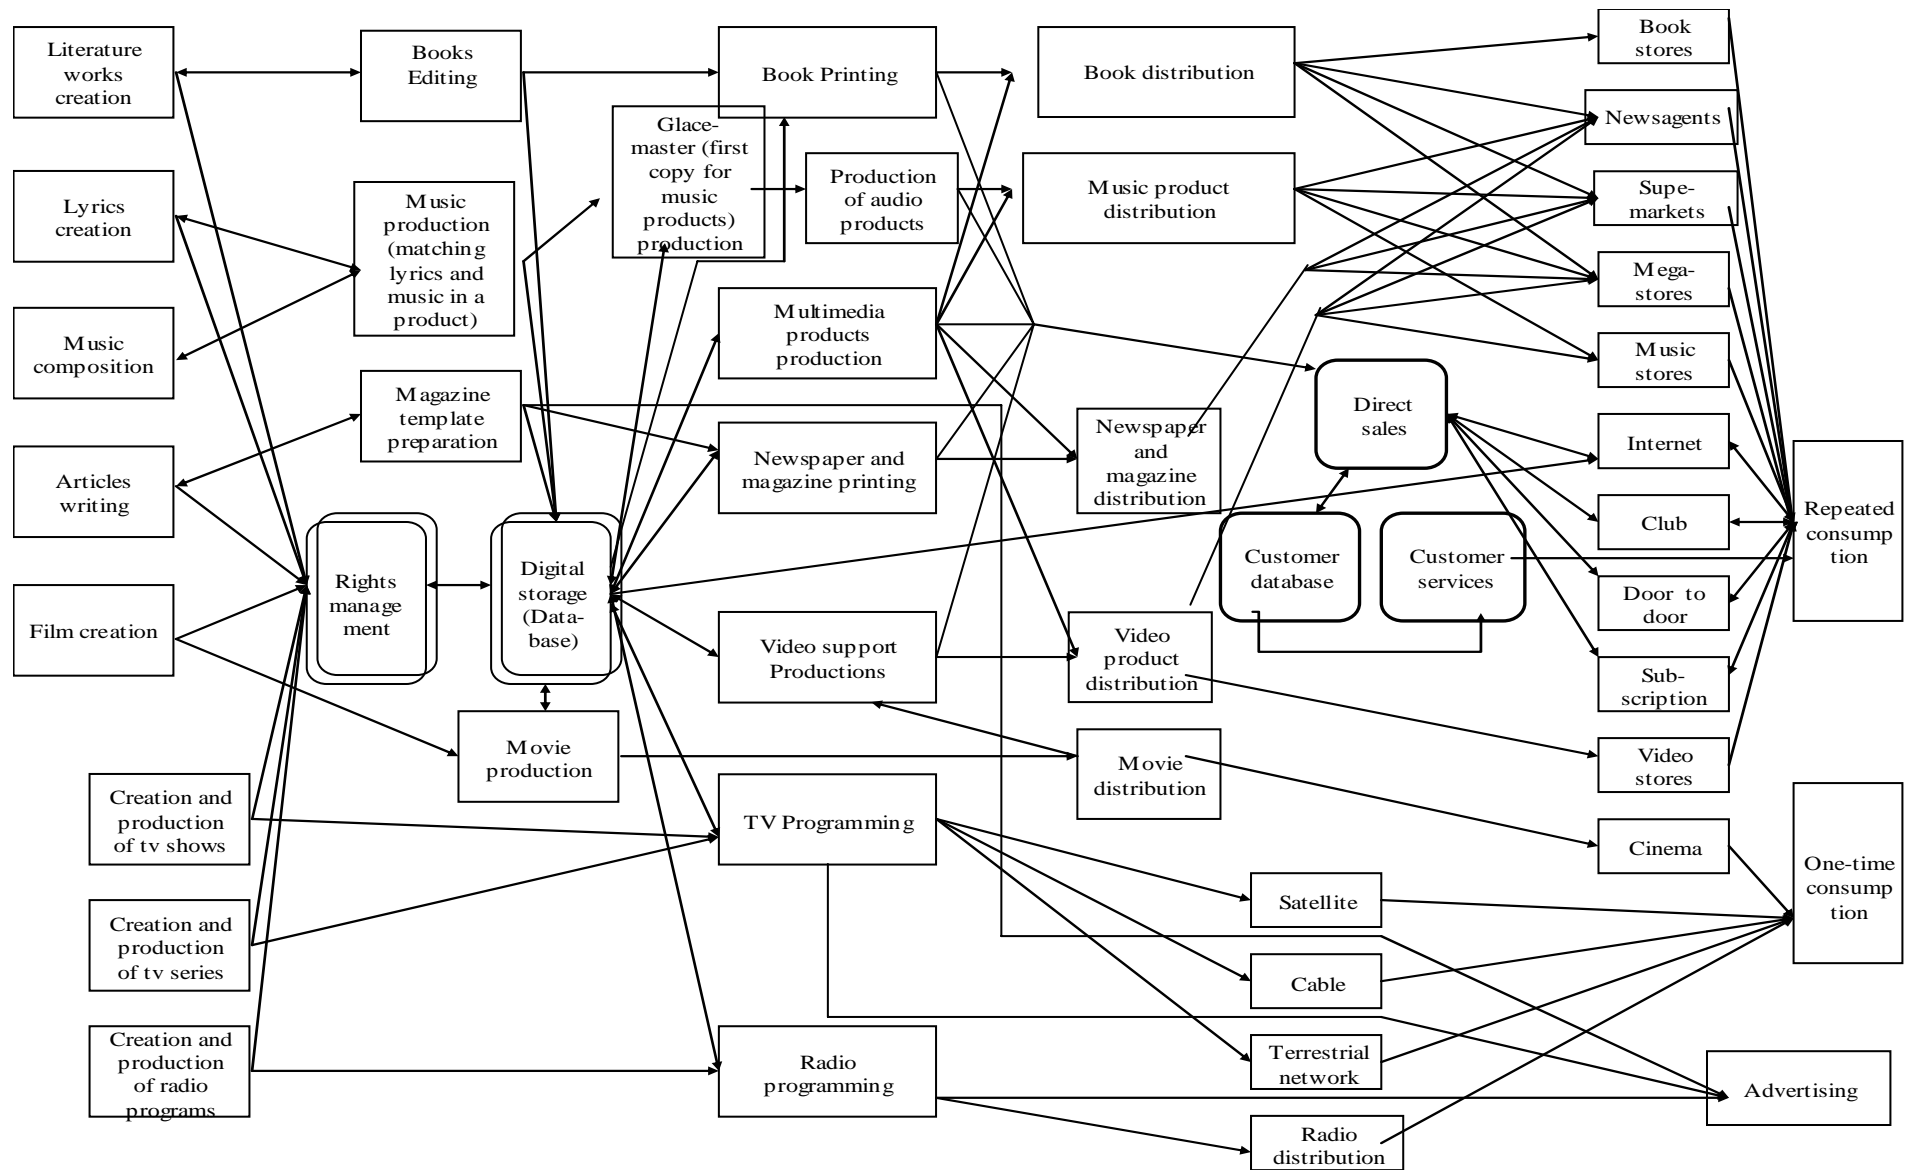 Literature
works
creation
Lyrics
creation
Music
composition
Articles
writing
Film creation
Creation and
production
of tv shows
Creation and
production
of tv series
Creation and
production
of radio
programs
Books
Editing
Music
production
(matching
lyrics and
music in a
product)
Magazine
template
preparation
Rights
manage
ment
Digital
storage
(Data-
base)
Movie
production
Book Printing
Glace-
master (first
copy for
music
products)
production
Production
of audio
products
Multimedia
products
production
Newspaper and
magazine printing
Video support
Productions
TV Programming
Radio
programming
Book distribution
Music product
distribution
Newspaper
and
magazine
distribution
Video
product
distribution
Movie
distribution
Direct
sales
Customer
database
Customer
services
Satellite
Cable
Terrestrial
network
Radio
distribution
Book
stores
Newsagents
Supe-
markets
Mega-
stores
Music
stores
Internet
Club
Door to
door
Sub-
scription
Video
stores
Cinema
Repeated
consump
tion
One-time
consump
tion
Advertising